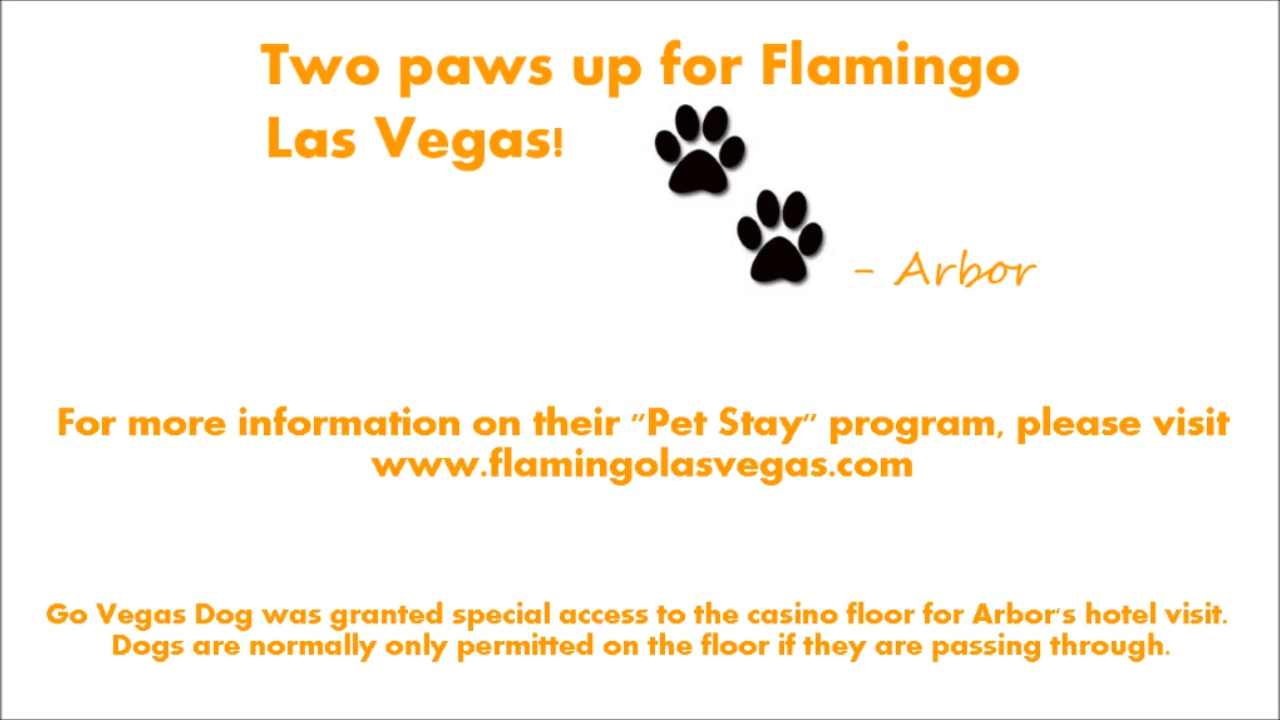 Two paws up for Flamingo
Las Vegas!
- Arbor
For more information on their "Pet Stay" program, please visit
www.flamingolasvegas.com
Go Vegas Dog was granted special access to the casino floor for Arbor's hotel visit.
Dogs are normally only permitted on the floor if they are passing through.